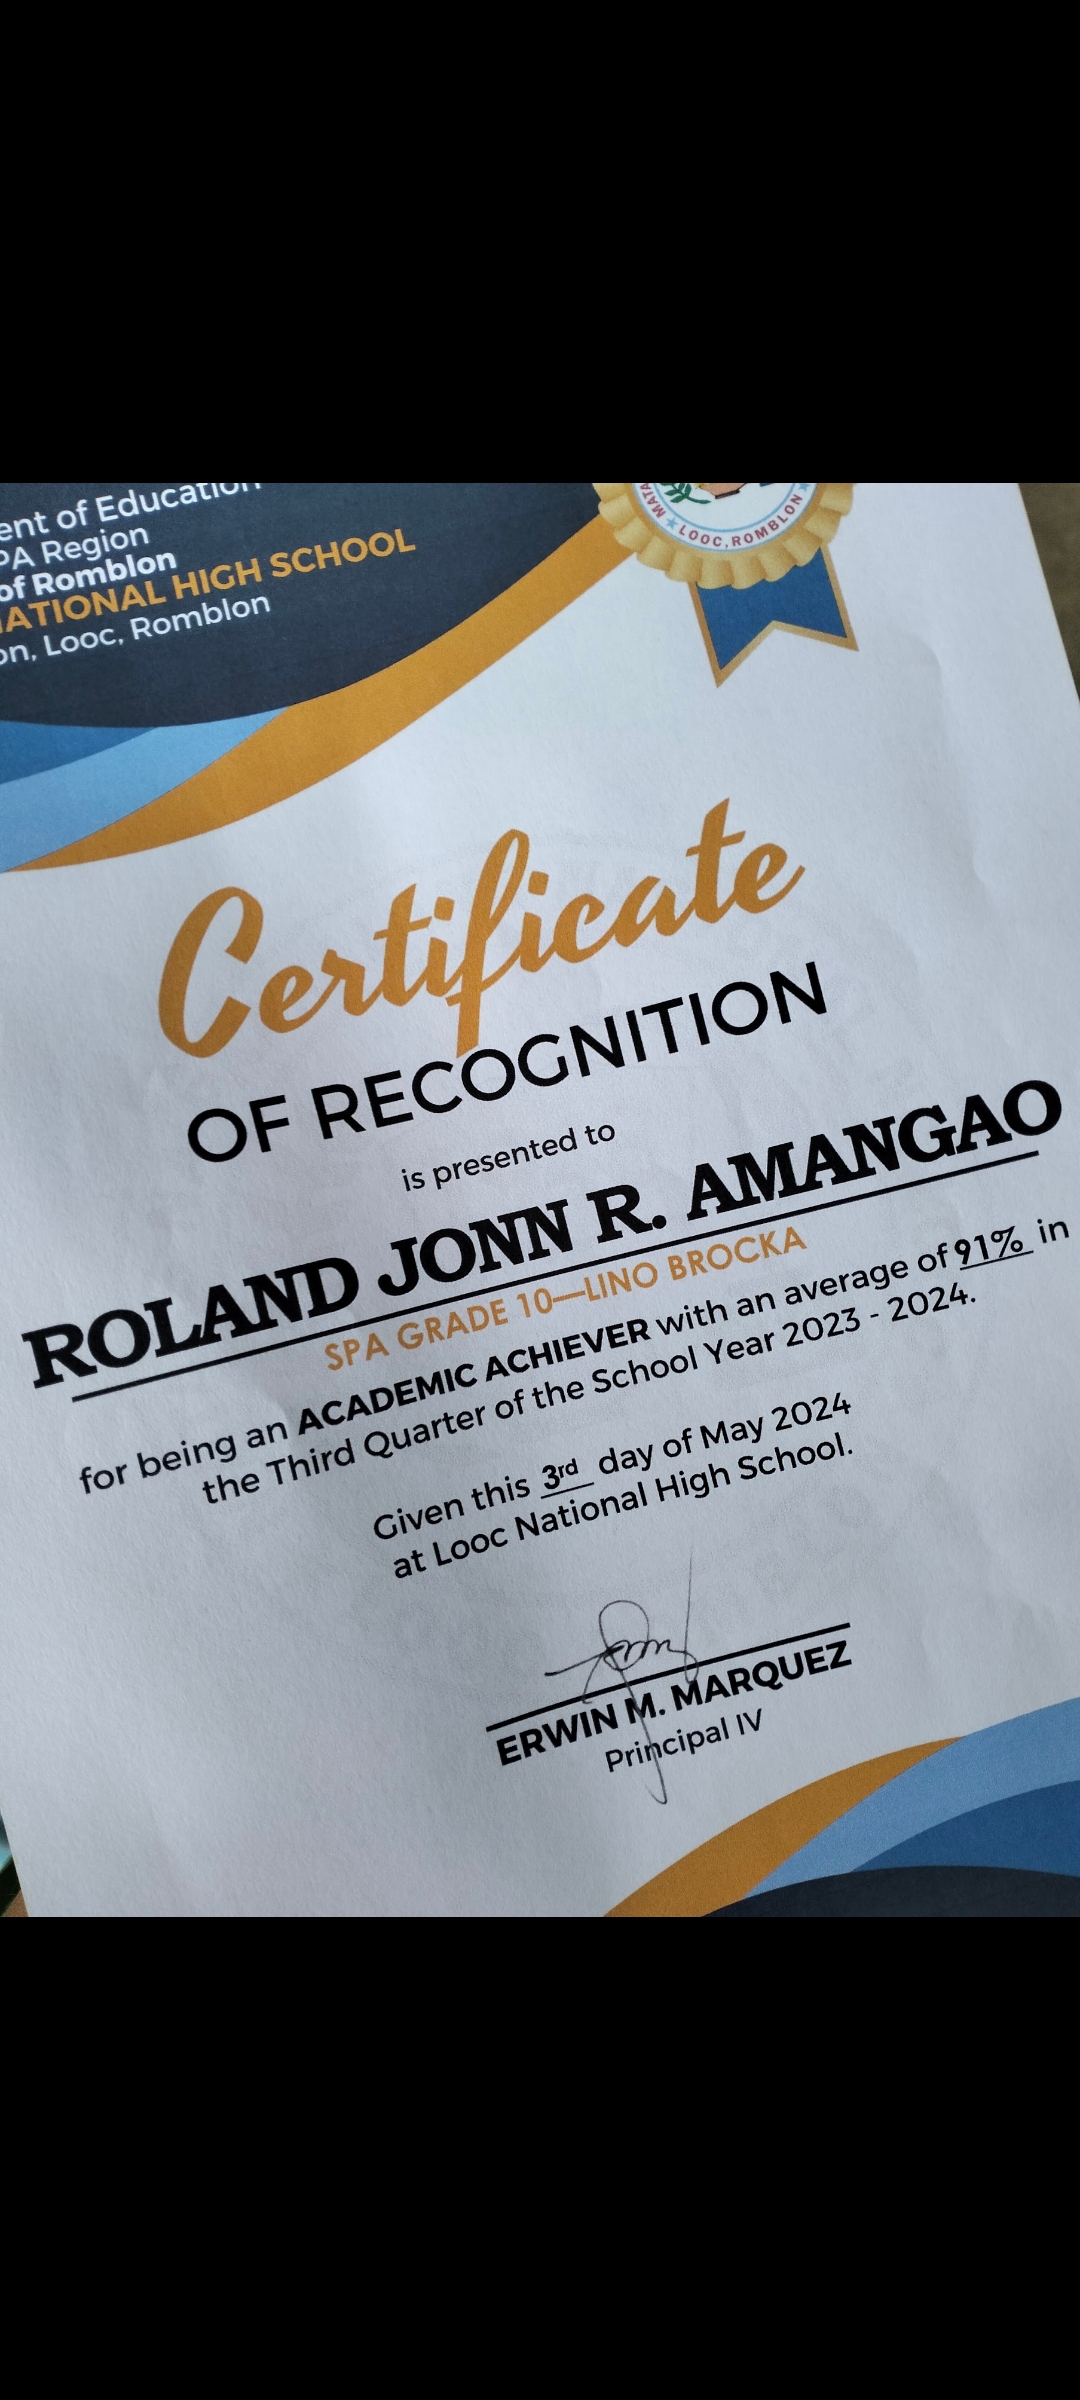 of Education
PA Region
of Romblon
NATIONAL HIGH SCHOOL
Looc, Romblon
MATA
LOOC, ROMBLON
Certificate
OF RECOGNITION
is presented to
ROLAND JONN R. AMANGAO
SPA GRADE 10—LINO BROCKA
for being an ACADEMIC ACHIEVER with an average of 91% in
the Third Quarter of the School Year 2023 - 2024.
Given this 3rd day of May 2024
at Looc National High School.
ERWIN M. MARQUEZ
Principal IV